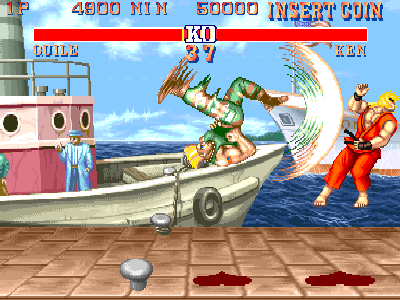 1P 4900 NIN 50000 INSERT COIN
KO
GUILE 37 KEN